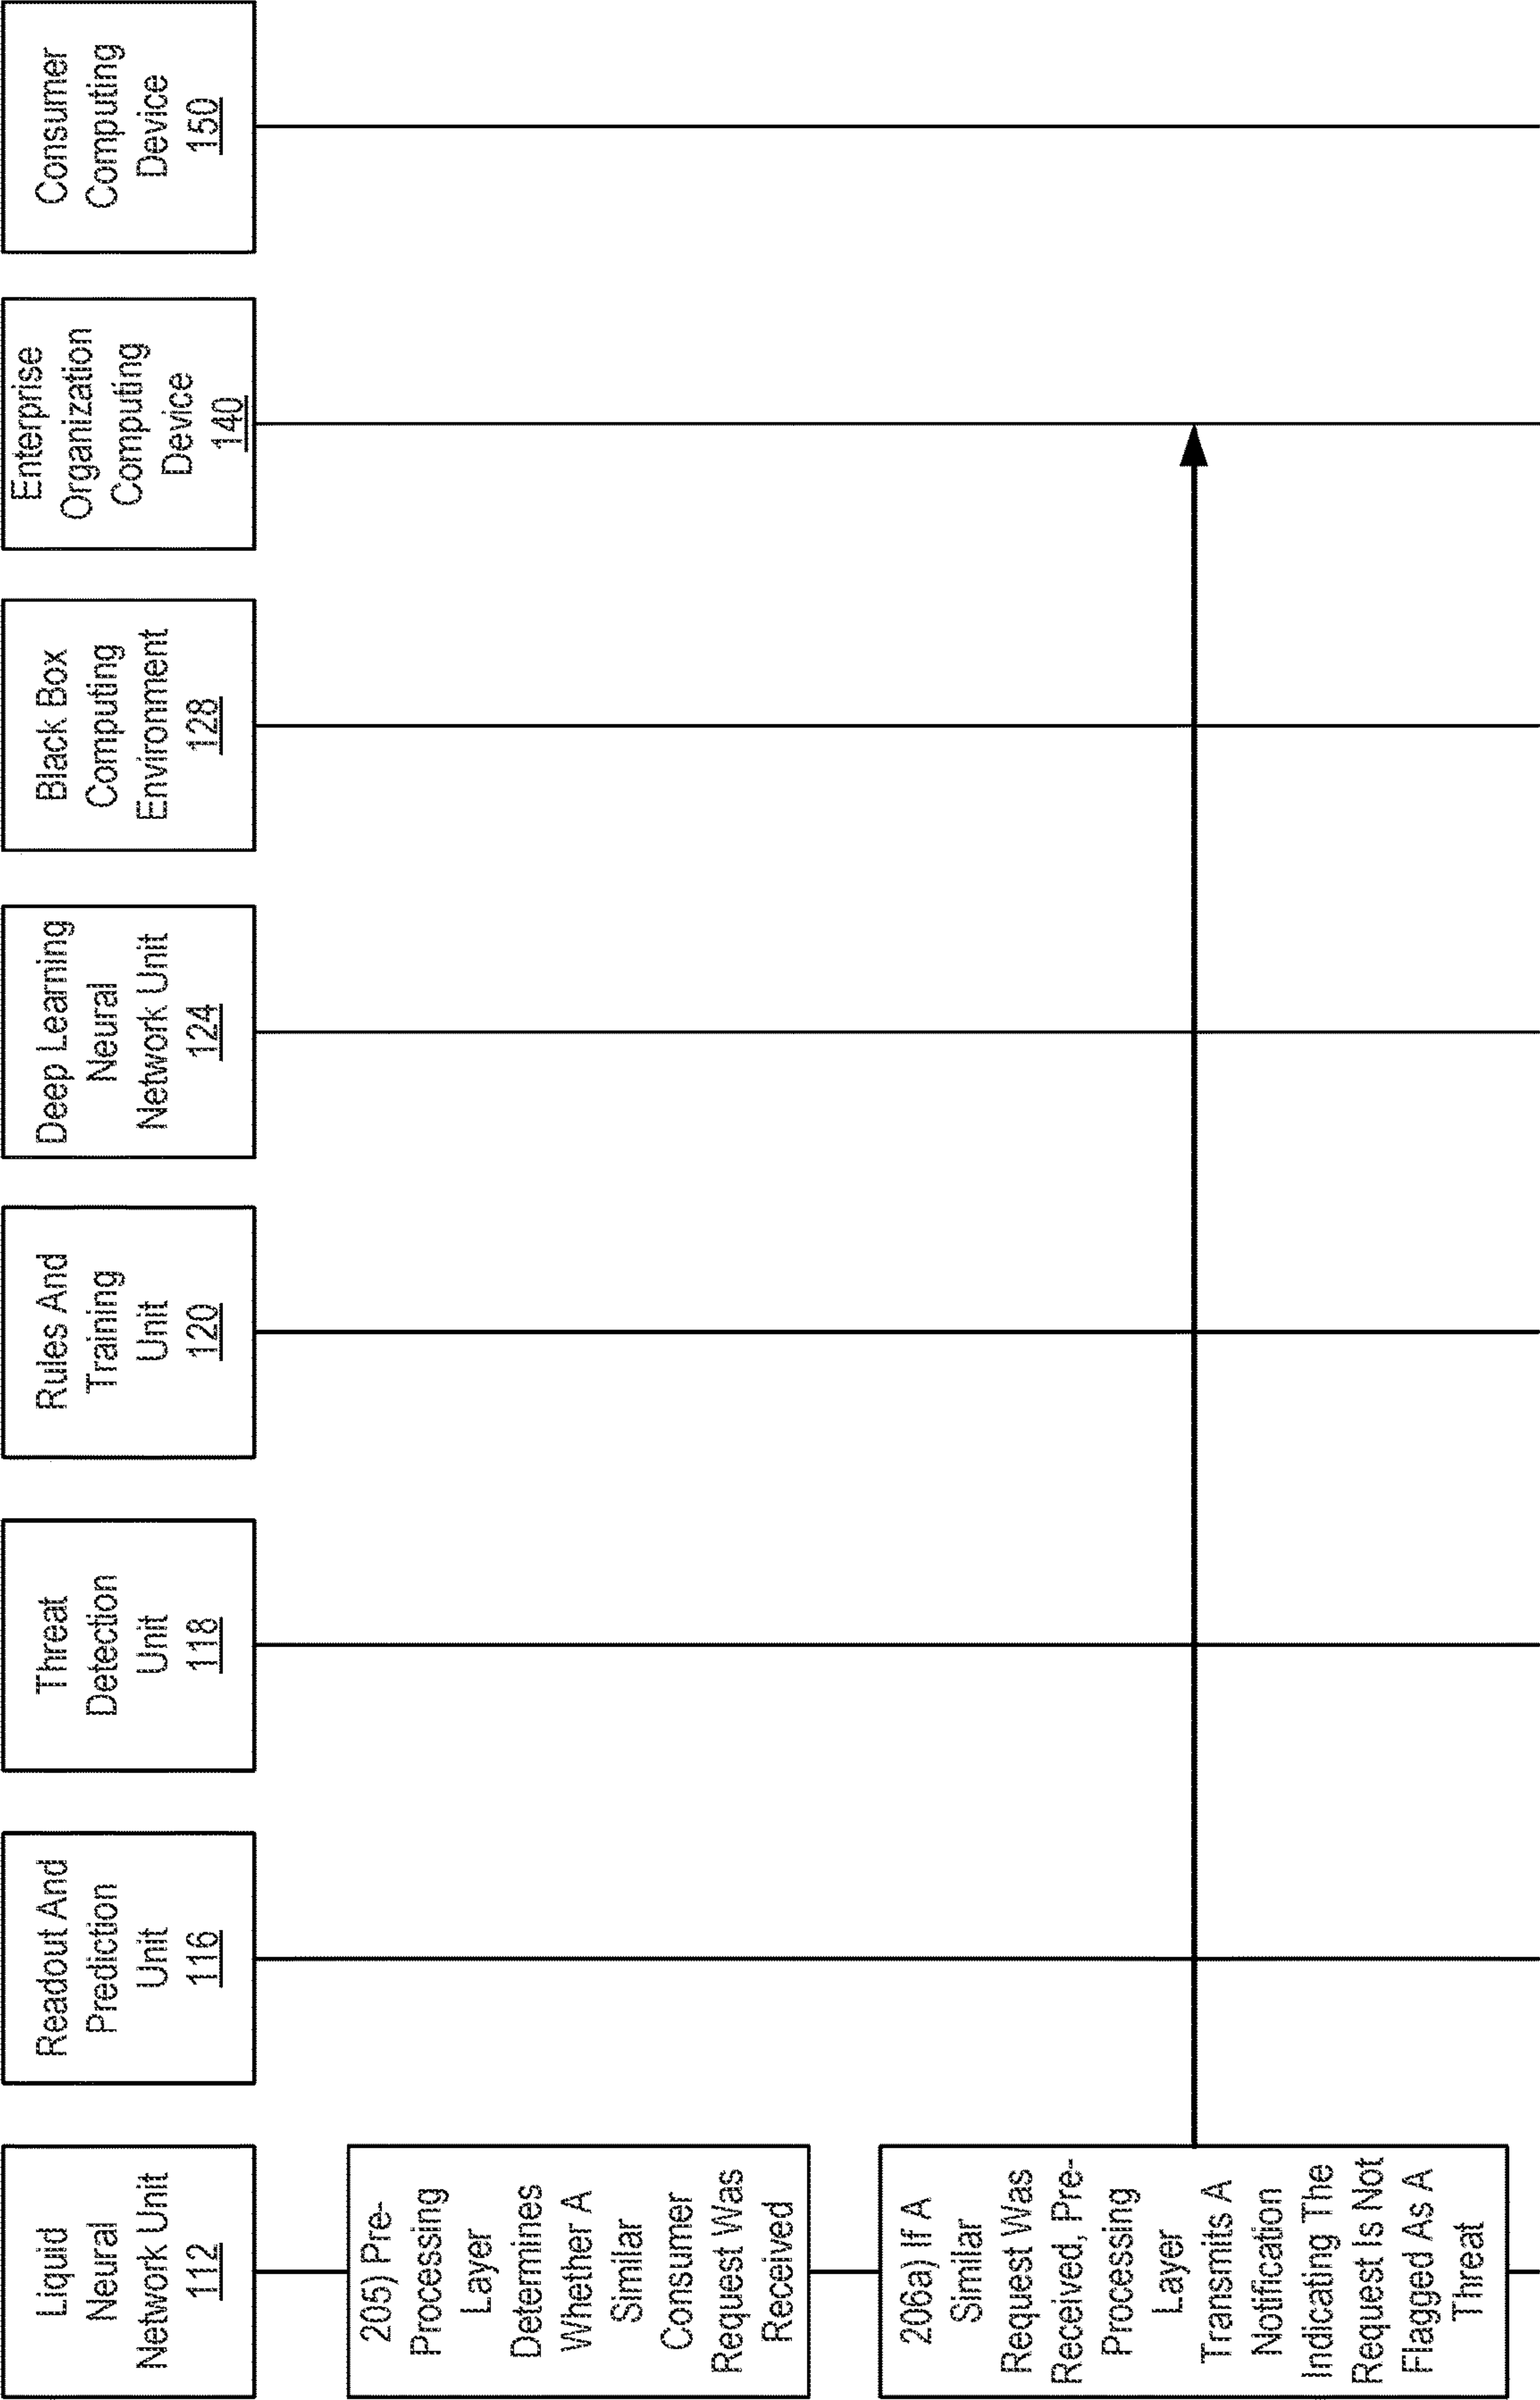 Liquid
Neural
Network Unit
112
Readout And
Prediction
Unit
116
Threat
Detection
Unit
118
Rules And
Training
Unit
120
Deep Learning
Neural
Network Unit
124
Black Box
Computing
Environment
128
Enterprise
Organization
Computing
Device
140
Consumer
Computing
Device
150
205) Pre-
Processing
Layer
Determines
Whether A
Similar
Consumer
Request Was
Received
206a) If A
Similar
Request Was
Received, Pre-
Processing
Layer
Transmits A
Notification
Indicating The
Request Is Not
Flagged As A
Threat